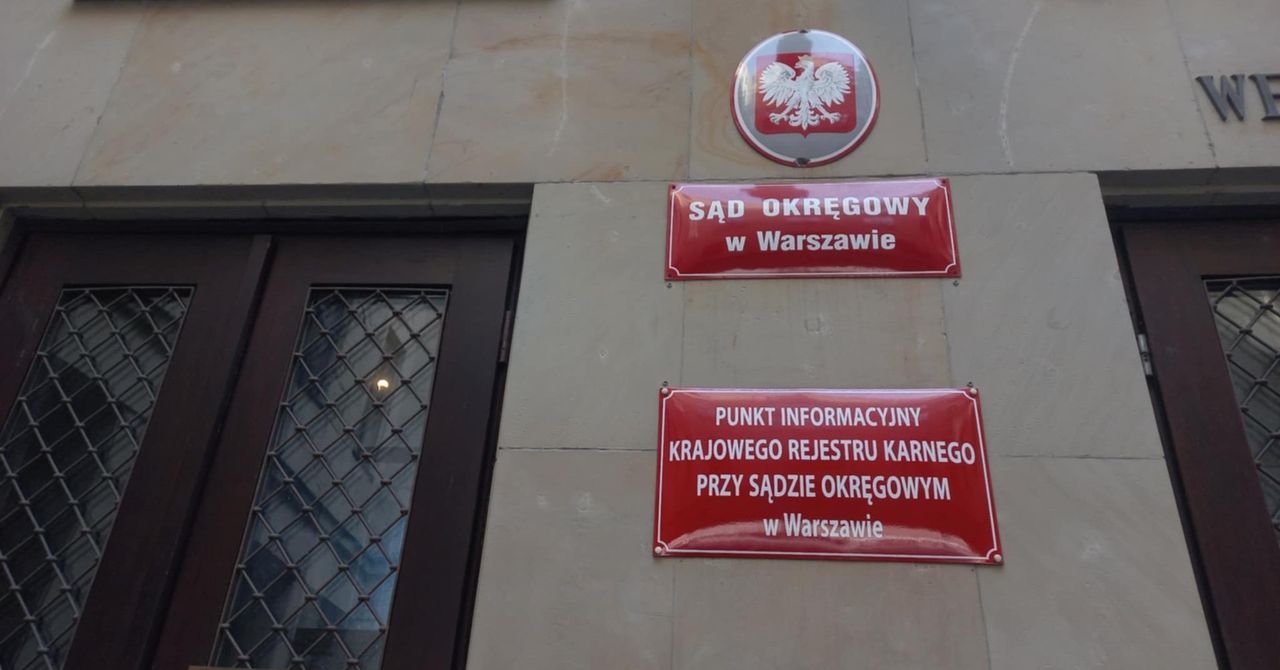 SĄD OKRĘGOWY
w Warszawie
PUNKT INFORMACYJNY
KRAJOWEGO REJESTRU KARNEGO
PRZY SĄDZIE OKRĘGOWYM
w Warszawie